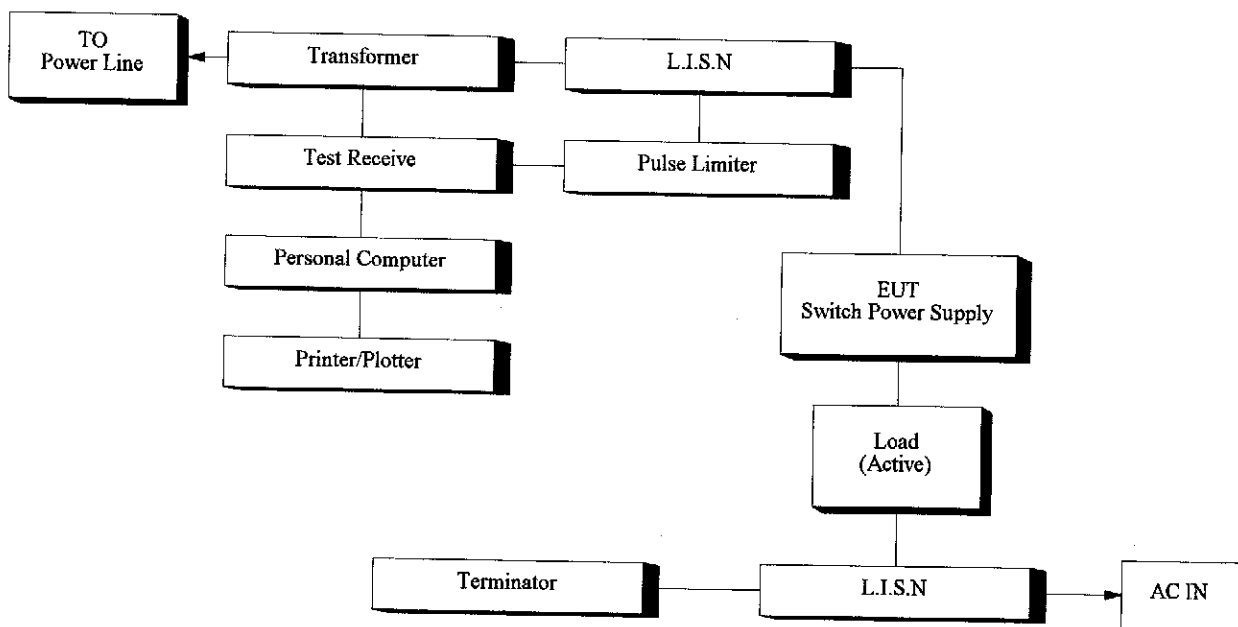 TO
Power Line
Transformer
L.I.S.N
Test Receive
Pulse Limiter
Personal Computer
EUT
Switch Power Supply
Printer/Plotter
Load
(Active)
Terminator
L.I.S.N
AC IN